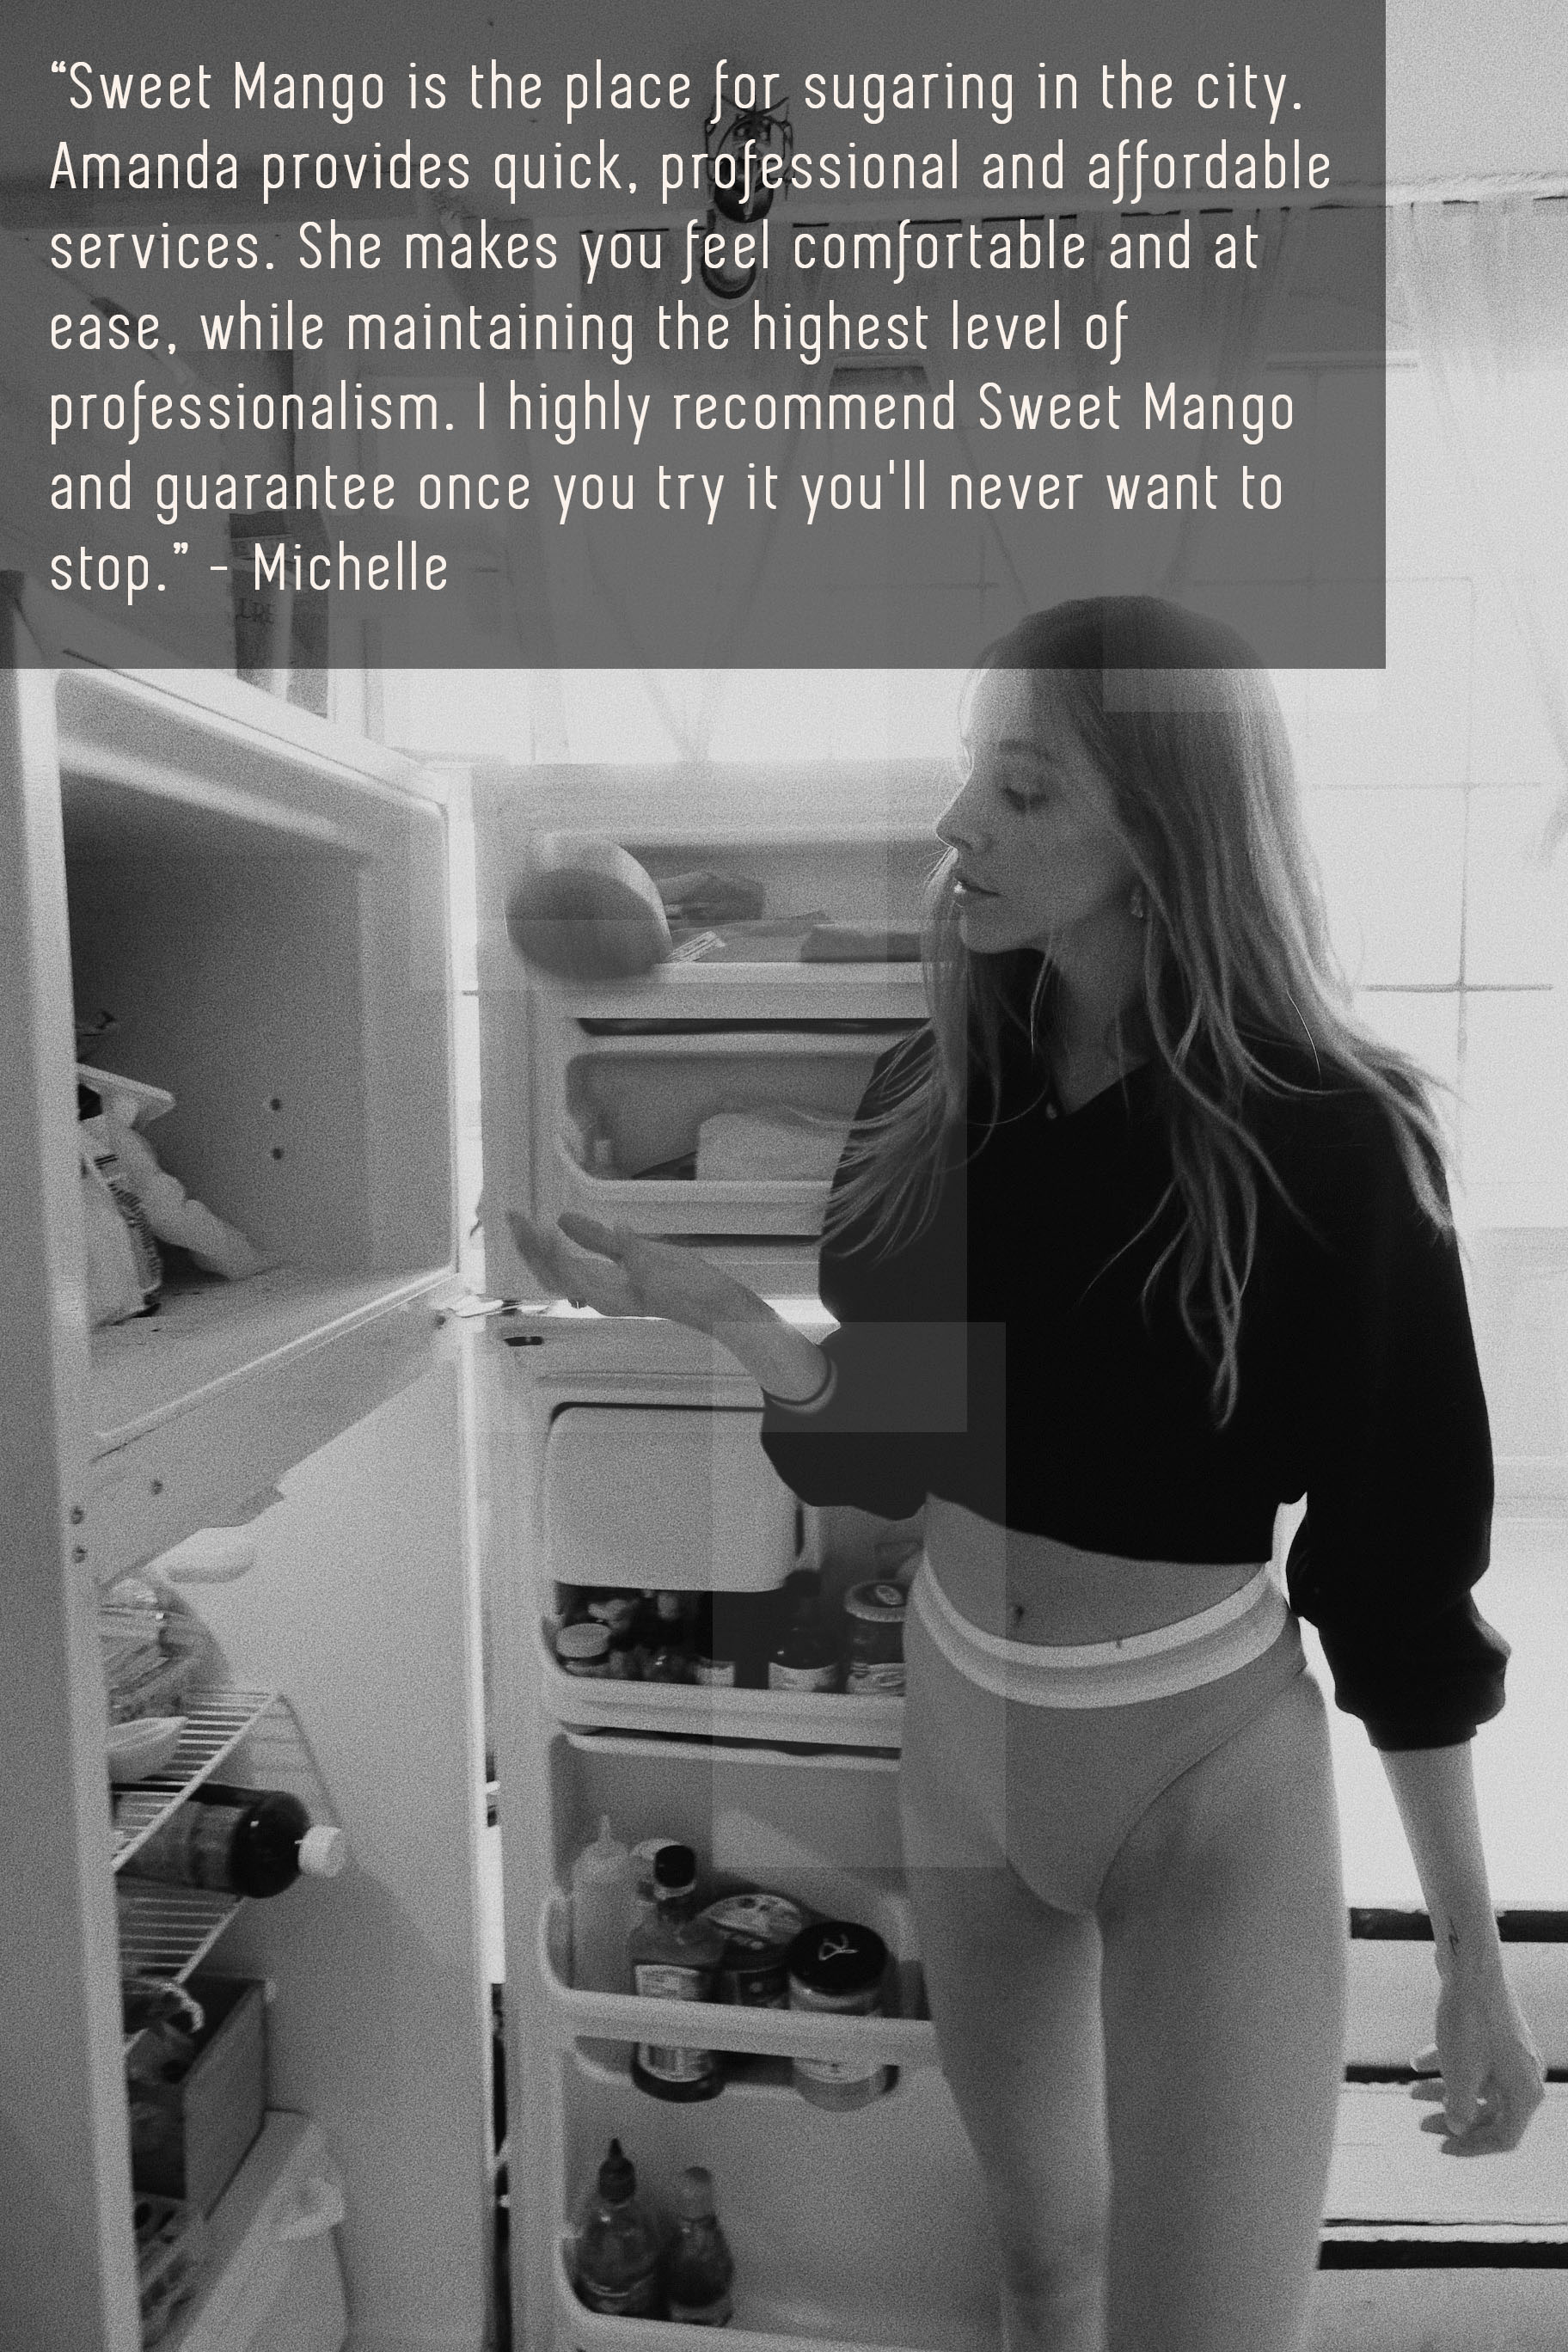 “Sweet Mango is the place for sugaring in the city.
Amanda provides quick, professional and affordable
services. She makes you feel comfortable and at
ease, while maintaining the highest level of
professionalism. I highly recommend Sweet Mango
and guarantee once you try it you'll never want to
stop.” - Michelle